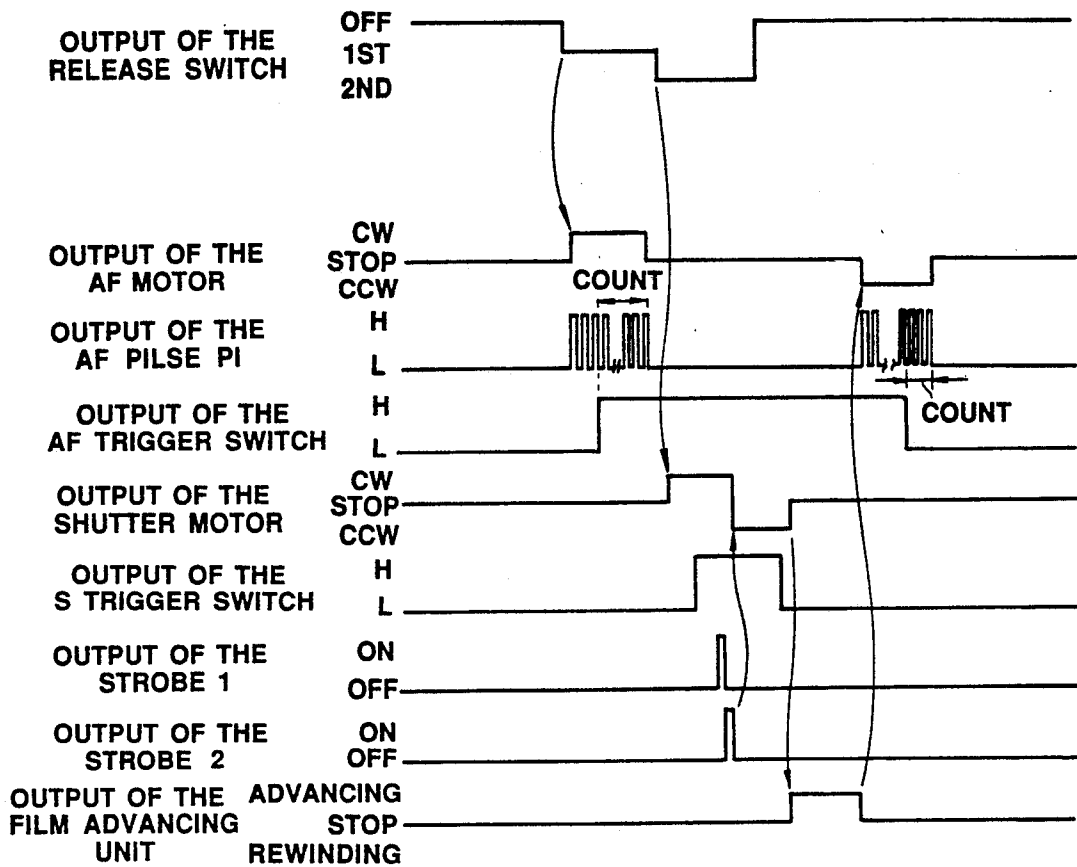 OUTPUT OF THE
RELEASE SWITCH
OFF
1ST
2ND
OUTPUT OF THE
AF MOTOR
CW
STOP
CCW
COUNT
OUTPUT OF THE
AF PILSE PI
H
L
OUTPUT OF THE
AF TRIGGER SWITCH
H
L
COUNT
OUTPUT OF THE
SHUTTER MOTOR
CW
STOP
CCW
OUTPUT OF THE
S TRIGGER SWITCH
H
L
OUTPUT OF THE
STROBE 1
ON
OFF
OUTPUT OF THE
STROBE 2
ON
OFF
OUTPUT OF THE
FILM ADVANCING
UNIT
ADVANCING
STOP
REWINDING